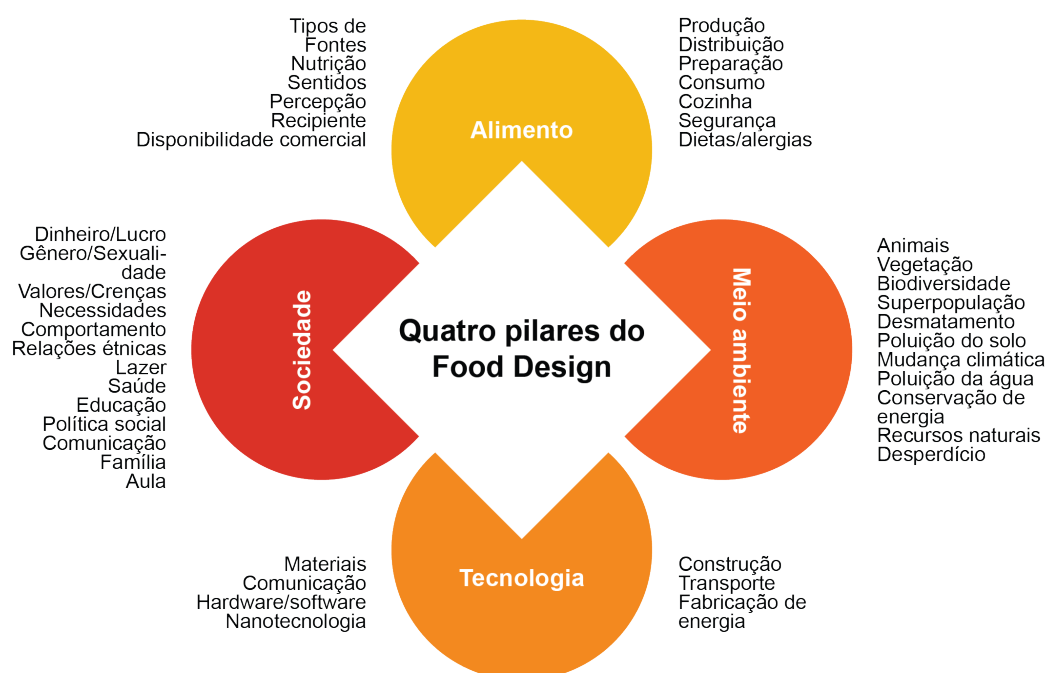 Tipos de
Fontes
Nutrição
Sentidos
Percepção
Recipiente
Disponibilidade comercial
Alimento
Produção
Distribuição
Preparação
Consumo
Cozinha
Segurança
Dietas/alergias
Dinheiro/Lucro
Gênero/Sexuali-
dade
Valores/Crenças
Necessidades
Comportamento
Relações étnicas
Lazer
Saúde
Educação
Política social
Comunicação
Família
Aula
Sociedade
Quatro pilares do
Food Design
Meio ambiente
Animais
Vegetação
Biodiversidade
Superpopulação
Desmatamento
Poluição do solo
Mudança climática
Poluição da água
Conservação de
energia
Recursos naturais
Desperdício
Materiais
Comunicação
Hardware/software
Nanotecnologia
Tecnologia
Construção
Transporte
Fabricação de
energia